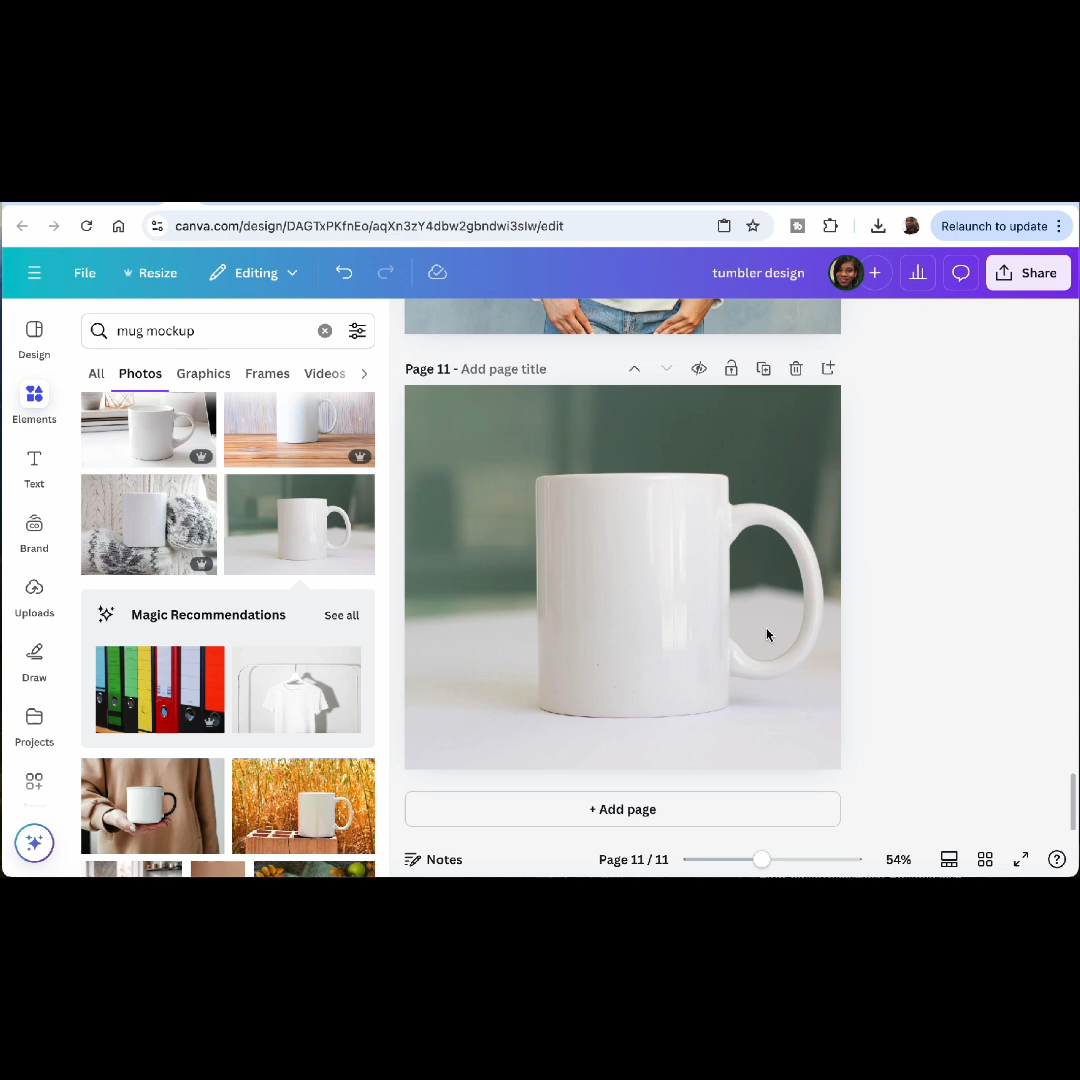 canva.com/design/DAGTxPKfnEo/aqXn3zY4dbw2gbndwi3sIw/edit
Relaunch to update
File
Resize
Editing
tumbler design
Share
mug mockup
All Photos Graphics Frames Videos
Design
Elements
Text
Brand
Uploads
Draw
Projects
Magic Recommendations See all
Page 11 - Add page title
+ Add page
Notes
Page 11 / 11
54%